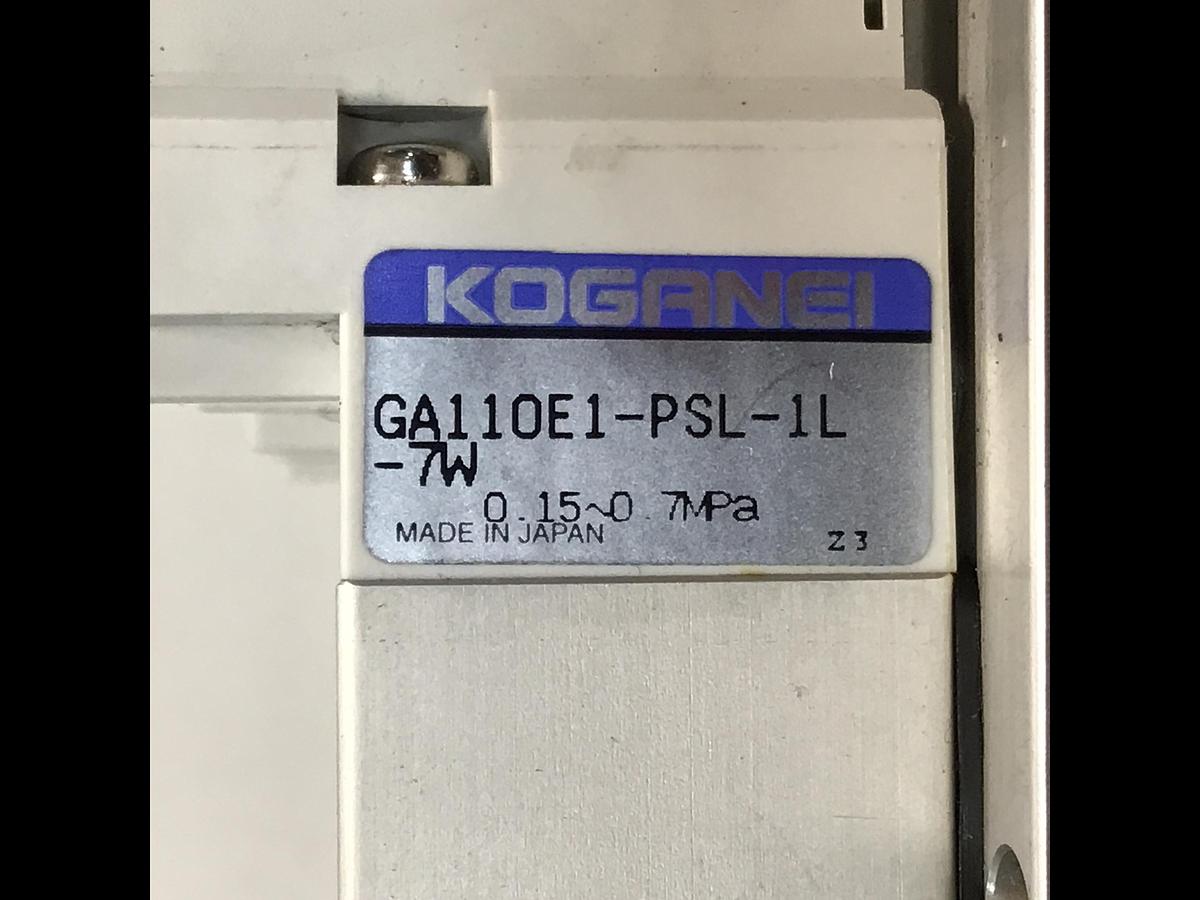 KOGANEI
GA110E1-PSL-1L
-7W
0.15~0.7MPa
MADE IN JAPAN
Z3